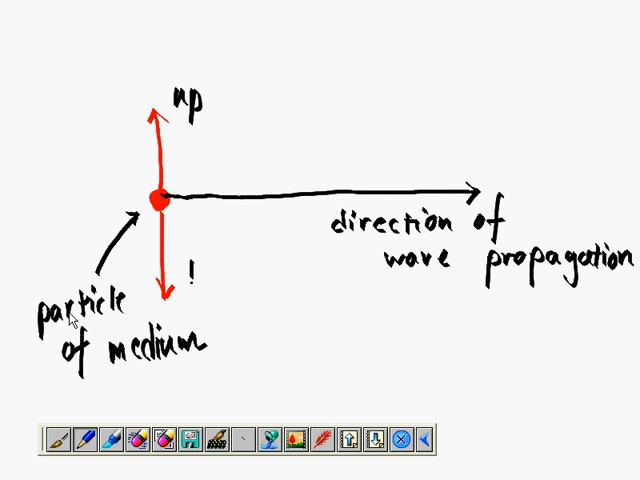 up
direction of
wave propagation
!
particle
of medium